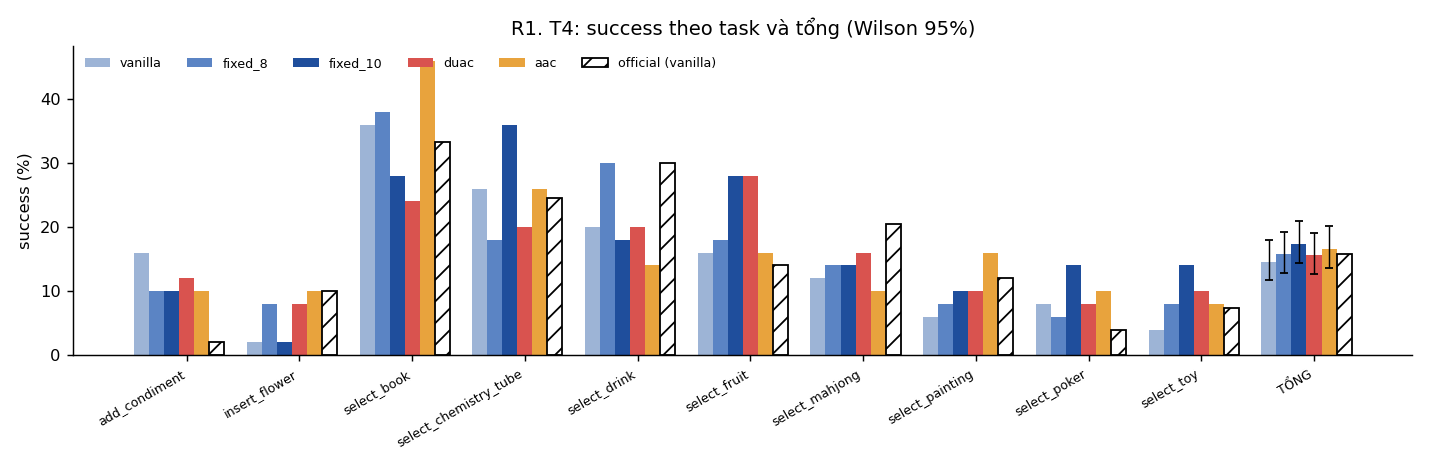 R1. T4: success theo task và tổng (Wilson 95%)
vanilla fixed_8 fixed_10 duac aac official (vanilla)
success (%)
40
30
20
10
0
add_condiment
insert_flower
select_book
select_chemistry_tube
select_drink
select_fruit
select_mahjong
select_painting
select_poker
select_toy
TỔNG